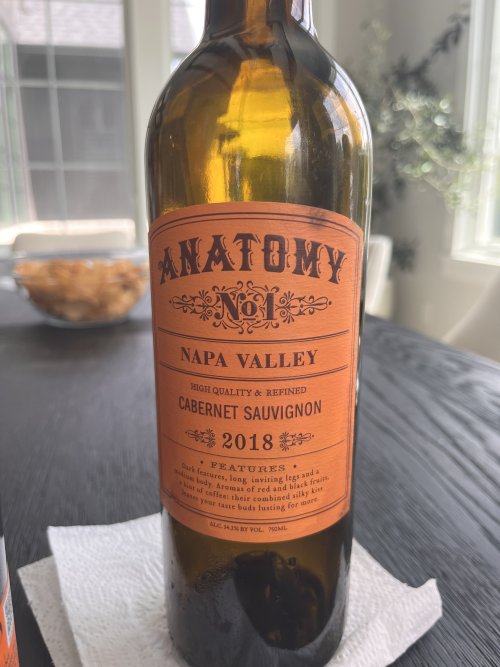 ANATOMY
No1
NAPA VALLEY
HIGH QUALITY & REFINED
CABERNET SAUVIGNON
2018
• FEATURES •
Dark features, long inviting legs and a
medium body. Aromas of red and black fruits,
a hint of coffee: their combined silky kiss
leaves your taste buds lusting for more.
ALC. 14.1% BY VOL. 750ML